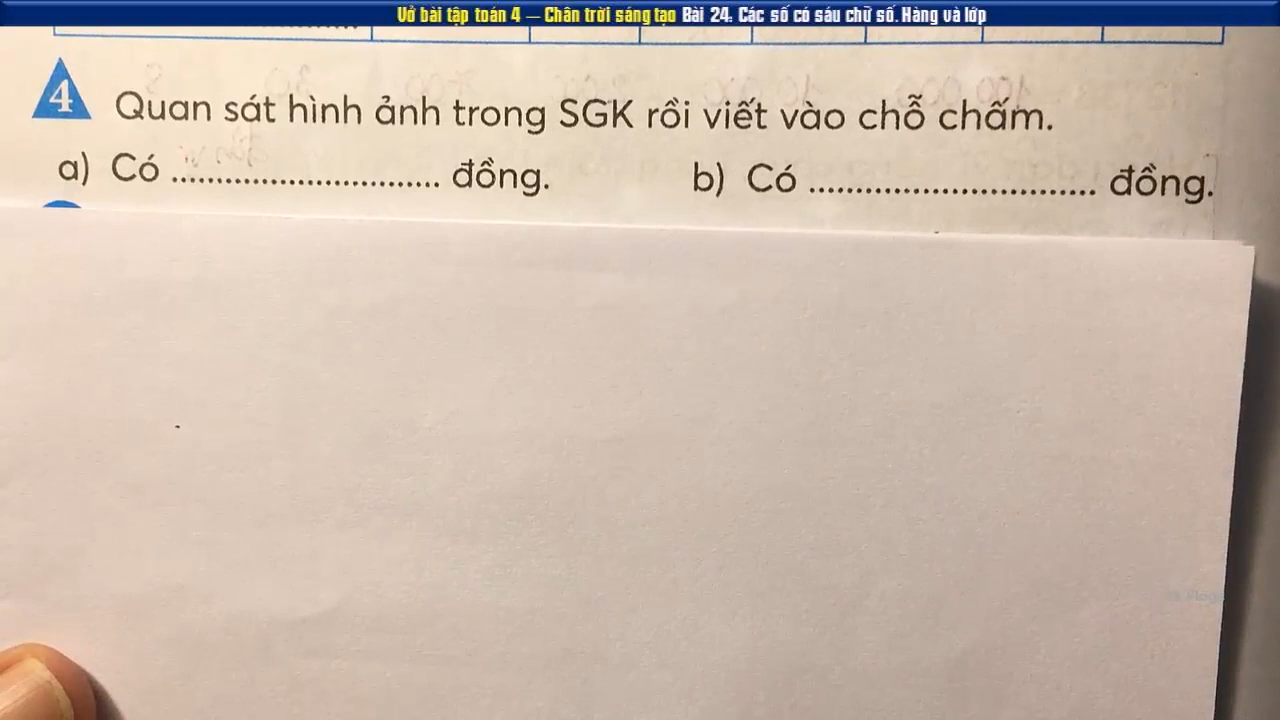 Vở bài tập toán 4 – Chân trời sáng tạo Bài 24. Các số có sáu chữ số. Hàng và lớp
4 Quan sát hình ảnh trong SGK rồi viết vào chỗ chấm.
a) Có .............................. đồng. b) Có ................................ đồng.